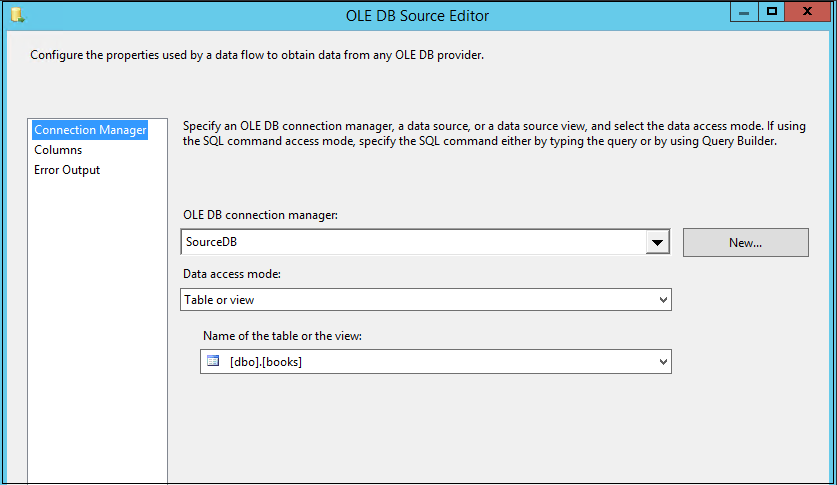 OLE DB Source Editor
Configure the properties used by a data flow to obtain data from any OLE DB provider.
Connection Manager
Columns
Error Output
Specify an OLE DB connection manager, a data source, or a data source view, and select the data access mode. If using
the SQL command access mode, specify the SQL command either by typing the query or by using Query Builder.
OLE DB connection manager:
SourceDB
New...
Data access mode:
Table or view
Name of the table or the view:
[dbo].[books]